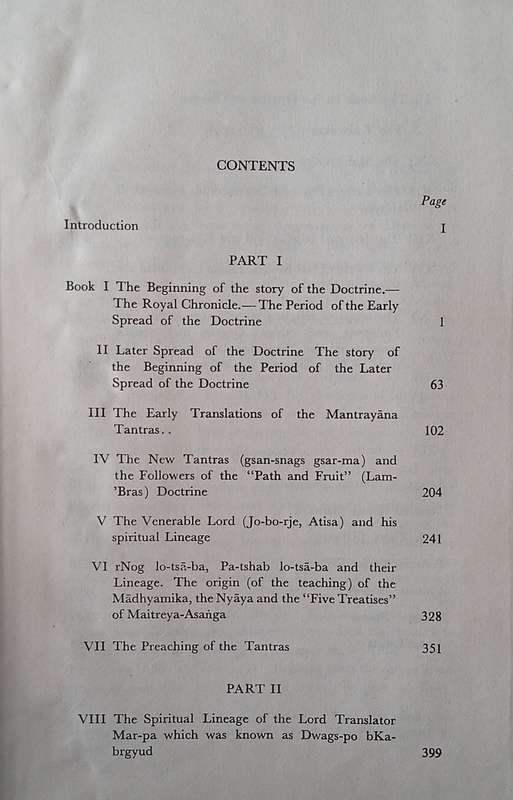 CONTENTS
Page
Introduction I
PART I
Book I The Beginning of the story of the Doctrine.—
The Royal Chronicle.—The Period of the Early
Spread of the Doctrine 1
II Later Spread of the Doctrine The story of
the Beginning of the Period of the Later
Spread of the Doctrine 63
III The Early Translations of the Mantrayāna
Tantras. . 102
IV The New Tantras (gsan-snags gsar-ma) and
the Followers of the "Path and Fruit" (Lam-
'Bras) Doctrine 204
V The Venerable Lord (Jo-bo-rje, Atisa) and his
spiritual Lineage 241
VI rNog lo-tsā-ba, Pa-tshab lo-tsā-ba and their
Lineage. The origin (of the teaching) of the
Mādhyamika, the Nyāya and the "Five Treatises"
of Maitreya-Asaṅga 328
VII The Preaching of the Tantras 351
PART II
VIII The Spiritual Lineage of the Lord Translator
Mar-pa which was known as Dwags-po bKa-
brgyud 399